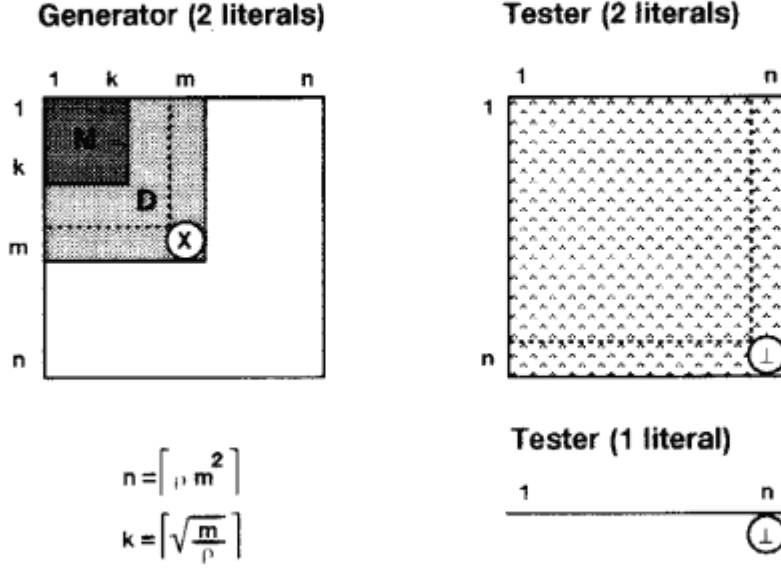 Generator (2 literals)
Tester (2 literals)
1 k m n
1 n
1
k
m
n
N
D
X
1
n
⊥
n = ⌈ρ m²⌉
k = ⌈√(m/ρ)⌉
Tester (1 literal)
1 n
⊥